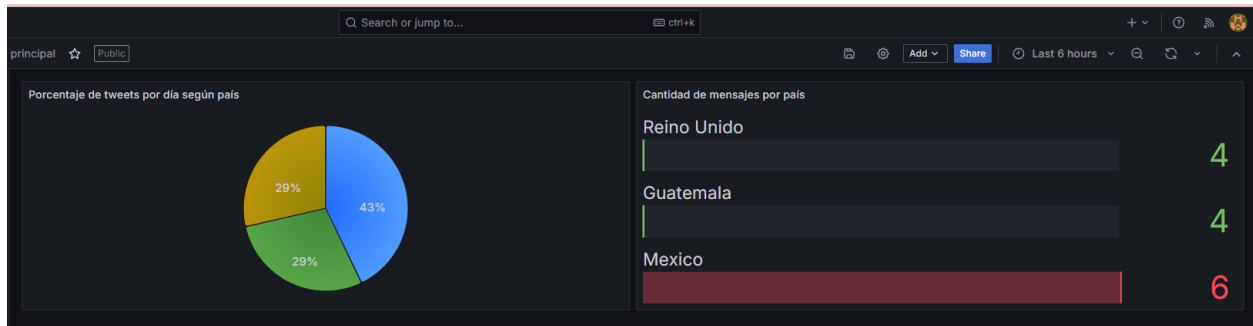 Search or jump to... ctrl+k
principal Public Add Share Last 6 hours
Porcentaje de tweets por día según país
29%
43%
29%
Cantidad de mensajes por país
Reino Unido
4
Guatemala
4
Mexico
6